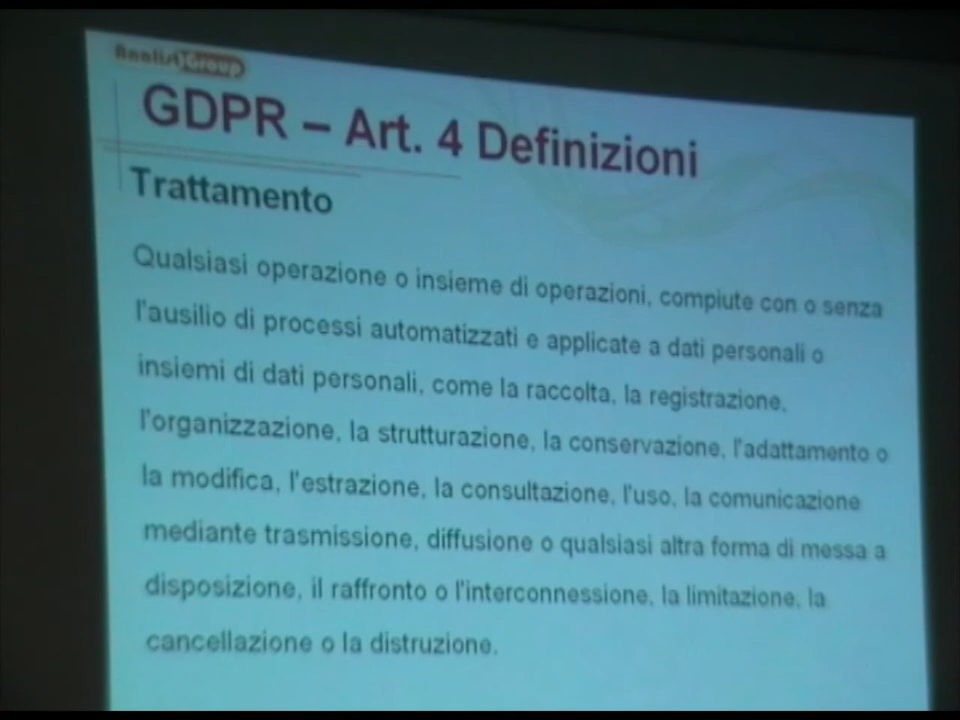 Analist Group
GDPR – Art. 4 Definizioni
Trattamento
Qualsiasi operazione o insieme di operazioni, compiute con o senza
l'ausilio di processi automatizzati e applicate a dati personali o
insiemi di dati personali, come la raccolta, la registrazione,
l'organizzazione, la strutturazione, la conservazione, l'adattamento o
la modifica, l'estrazione, la consultazione, l'uso, la comunicazione
mediante trasmissione, diffusione o qualsiasi altra forma di messa a
disposizione, il raffronto o l'interconnessione, la limitazione, la
cancellazione o la distruzione.